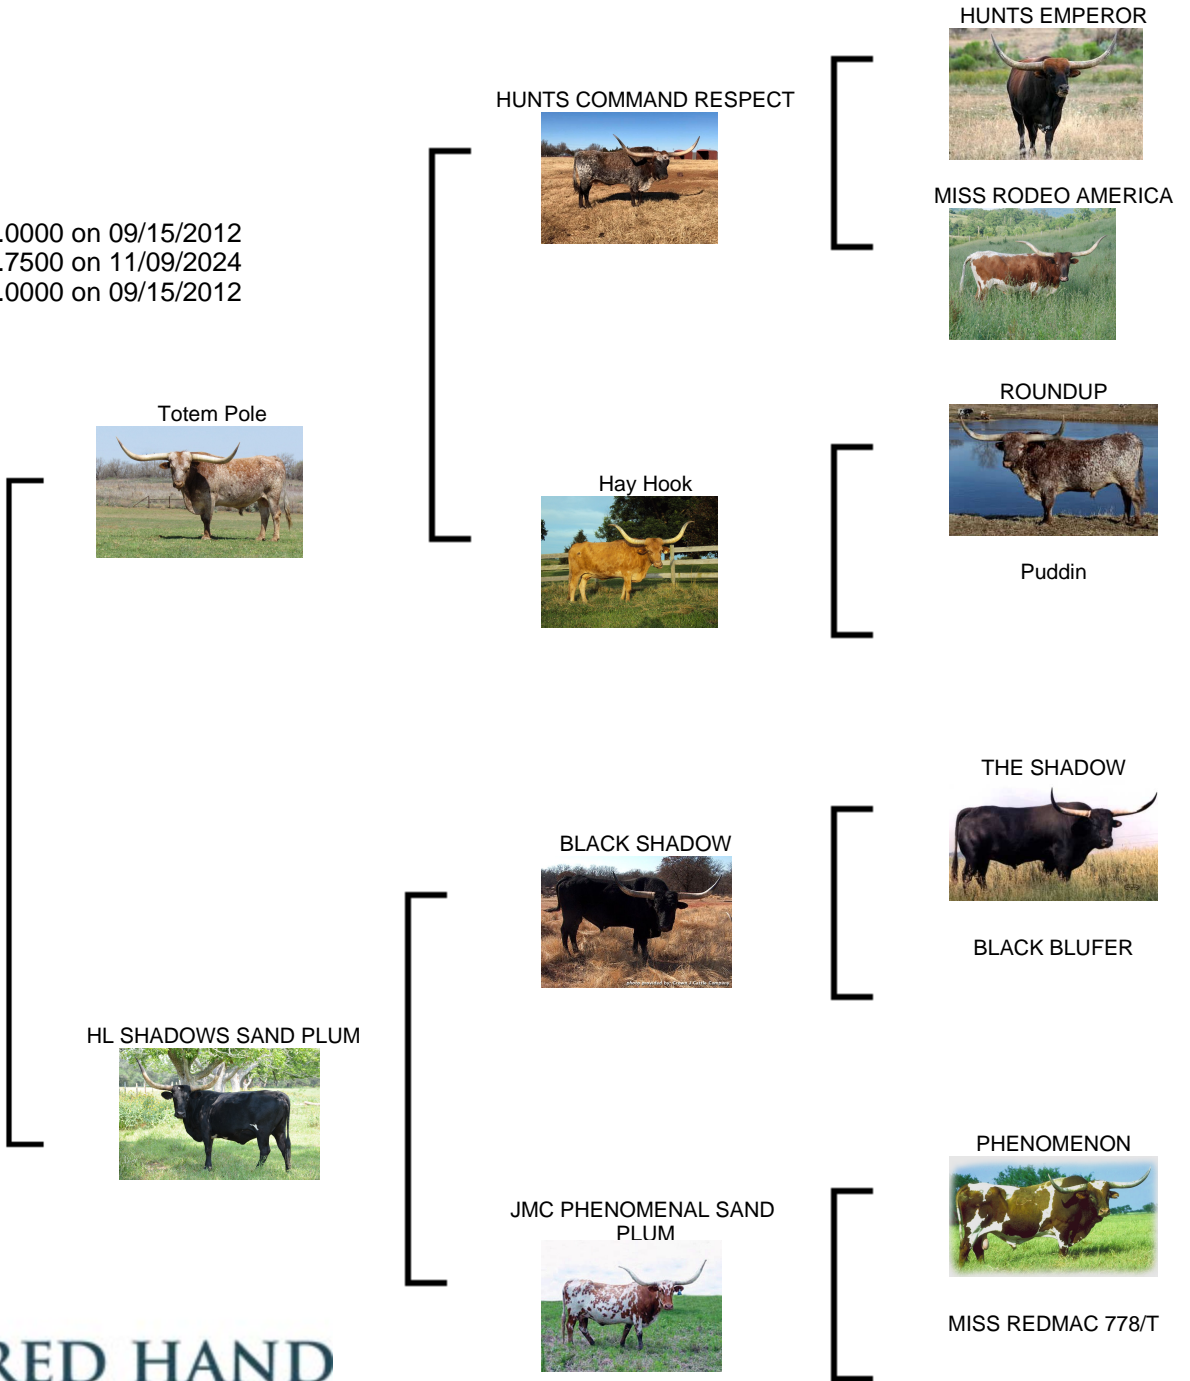 HUNTS EMPEROR
HUNTS COMMAND RESPECT
MISS RODEO AMERICA
.0000 on 09/15/2012
.7500 on 11/09/2024
.0000 on 09/15/2012
ROUNDUP
Totem Pole
Hay Hook
Puddin
THE SHADOW
BLACK SHADOW
BLACK BLUFER
HL SHADOWS SAND PLUM
PHENOMENON
JMC PHENOMENAL SAND
PLUM
MISS REDMAC 778/T
RED HAND